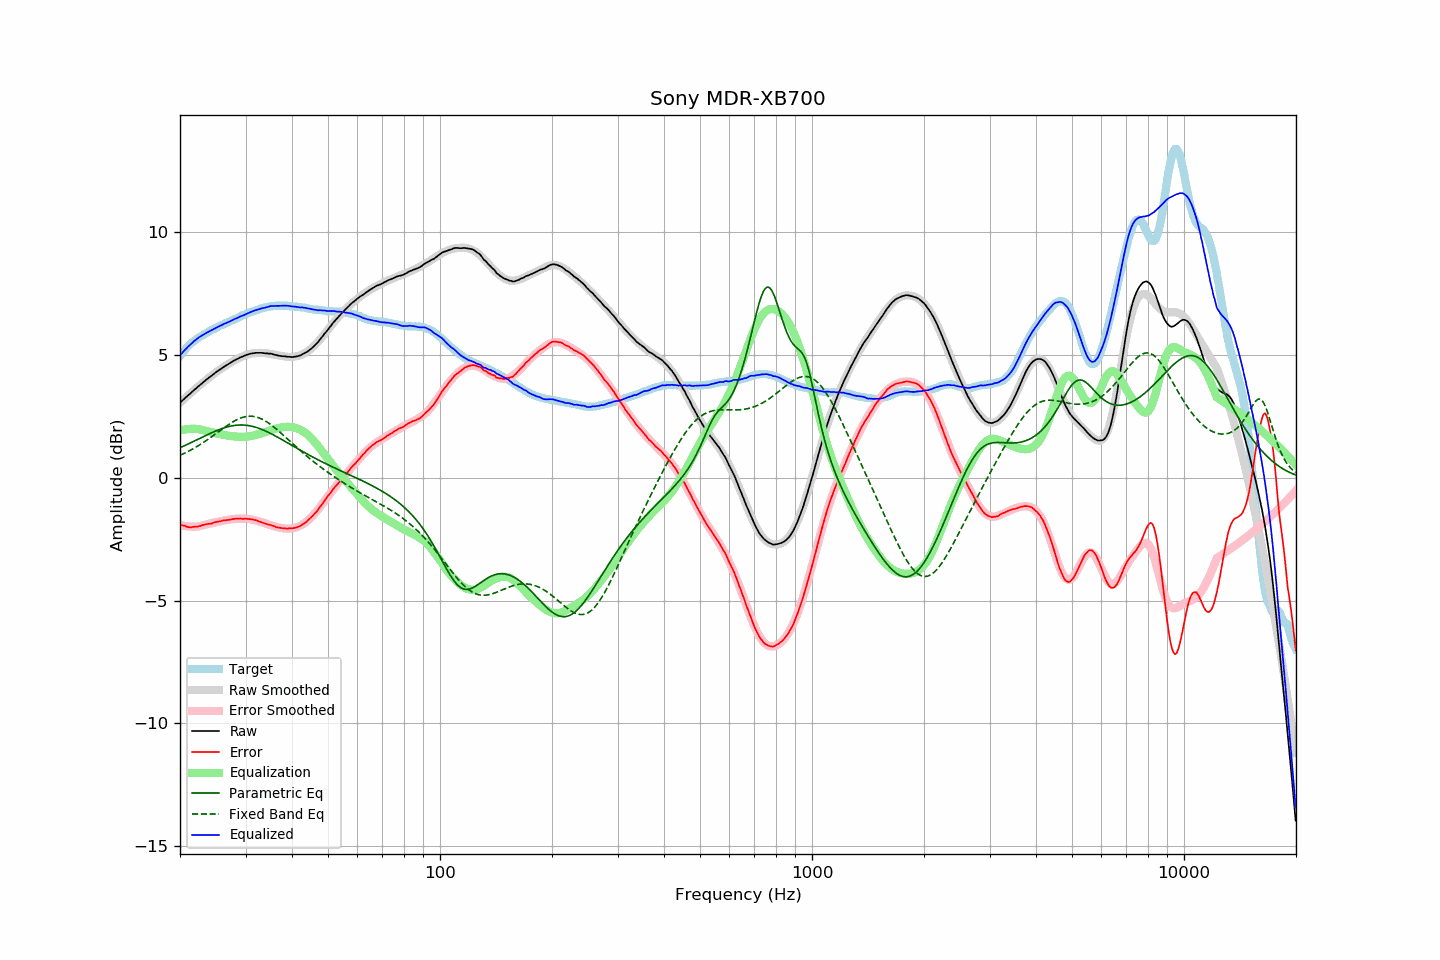 Sony MDR-XB700
Amplitude (dBr)
10
5
0
−5
−10
−15
Target
Raw Smoothed
Error Smoothed
Raw
Error
Equalization
Parametric Eq
Fixed Band Eq
Equalized
100
1000
10000
Frequency (Hz)